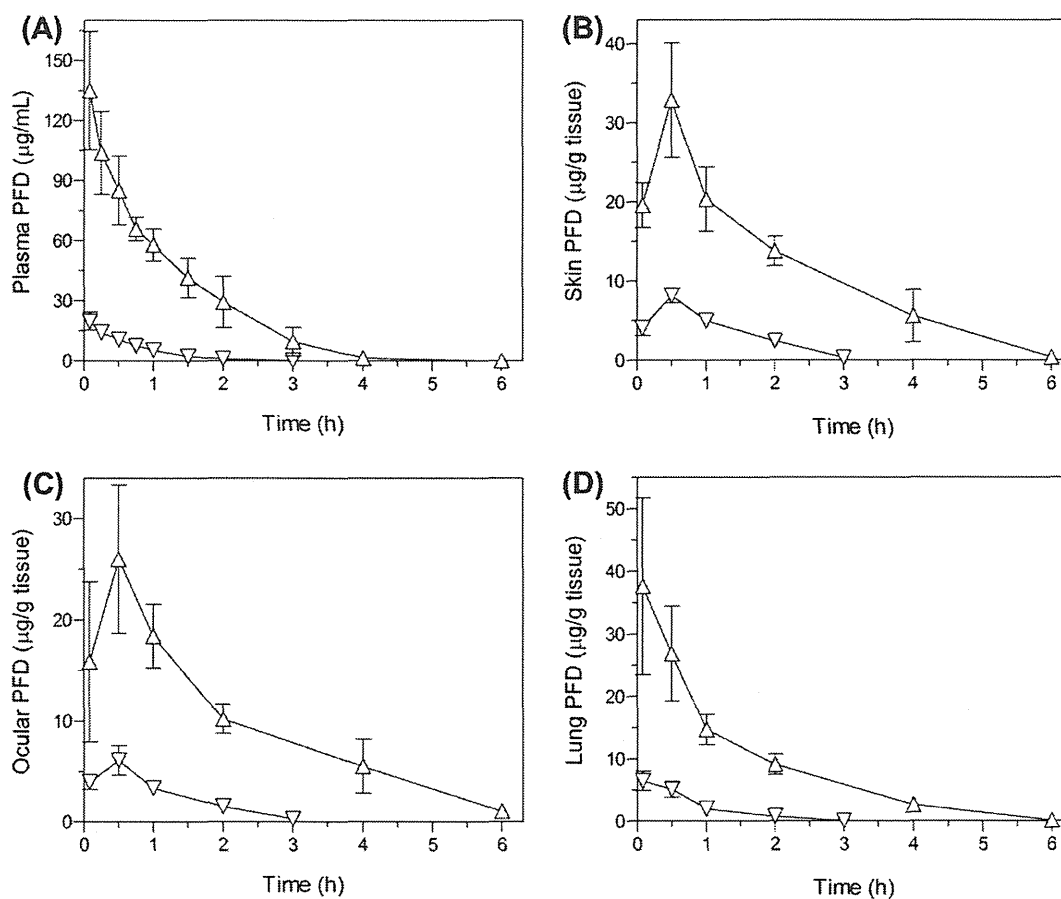 (A)
Plasma PFD (μg/mL)
150
120
90
60
30
0
0 1 2 3 4 5 6
Time (h)
(B)
Skin PFD (μg/g tissue)
40
30
20
10
0
0 1 2 3 4 5 6
Time (h)
(C)
Ocular PFD (μg/g tissue)
30
20
10
0
0 1 2 3 4 5 6
Time (h)
(D)
Lung PFD (μg/g tissue)
50
40
30
20
10
0
0 1 2 3 4 5 6
Time (h)